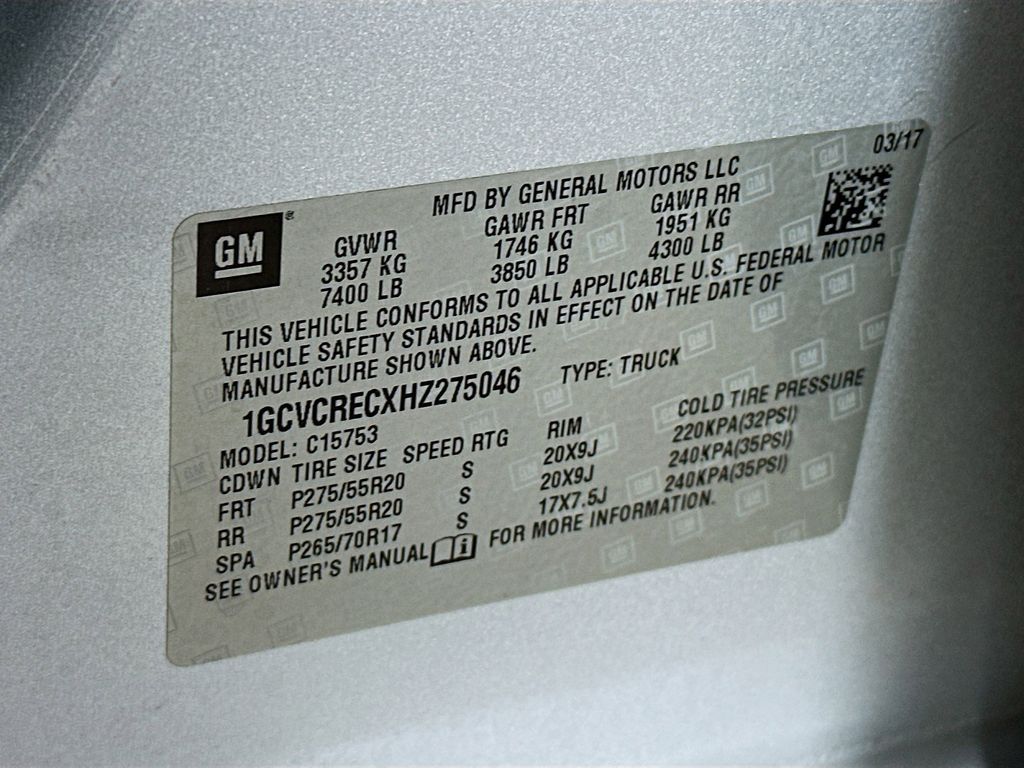 03/17
MFD BY GENERAL MOTORS LLC
GM ®
GVWR GAWR FRT GAWR RR
3357 KG 1746 KG 1951 KG
7400 LB 3850 LB 4300 LB
THIS VEHICLE CONFORMS TO ALL APPLICABLE U.S. FEDERAL MOTOR
VEHICLE SAFETY STANDARDS IN EFFECT ON THE DATE OF
MANUFACTURE SHOWN ABOVE.
1GCVCRECXHZ275046 TYPE: TRUCK
MODEL: C15753
CDWN TIRE SIZE SPEED RTG RIM COLD TIRE PRESSURE
FRT P275/55R20 S 20X9J 220KPA(32PSI)
RR P275/55R20 S 20X9J 240KPA(35PSI)
SPA P265/70R17 S 17X7.5J 240KPA(35PSI)
SEE OWNER'S MANUAL FOR MORE INFORMATION.